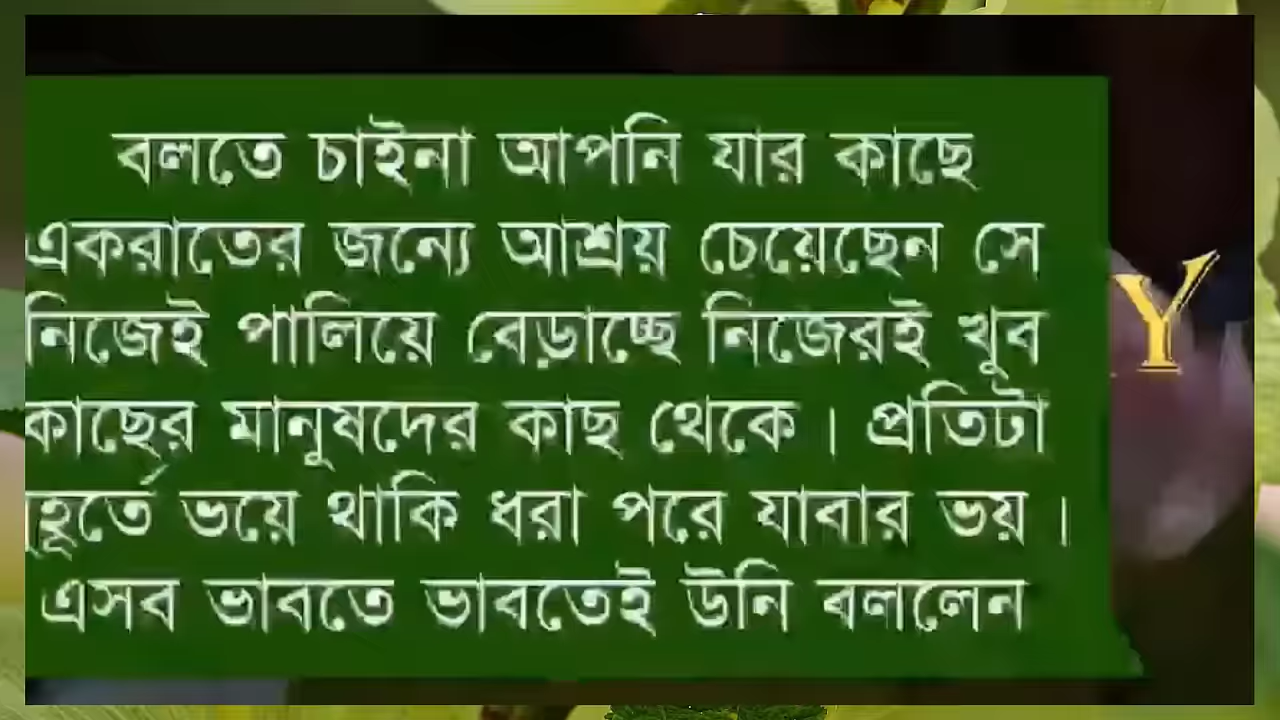 বলতে চাইনা আপনি যার কাছে
একরাতের জন্যে আশ্রয় চেয়েছেন সে
নিজেই পালিয়ে বেড়াচ্ছে নিজেরই খুব
কাছের মানুষদের কাছ থেকে । প্রতিটা
ভয়ে থাকি ধরা পরে যাবার ভয় ।
এসব ভাবতে ভাবতেই উনি বললেন
Y